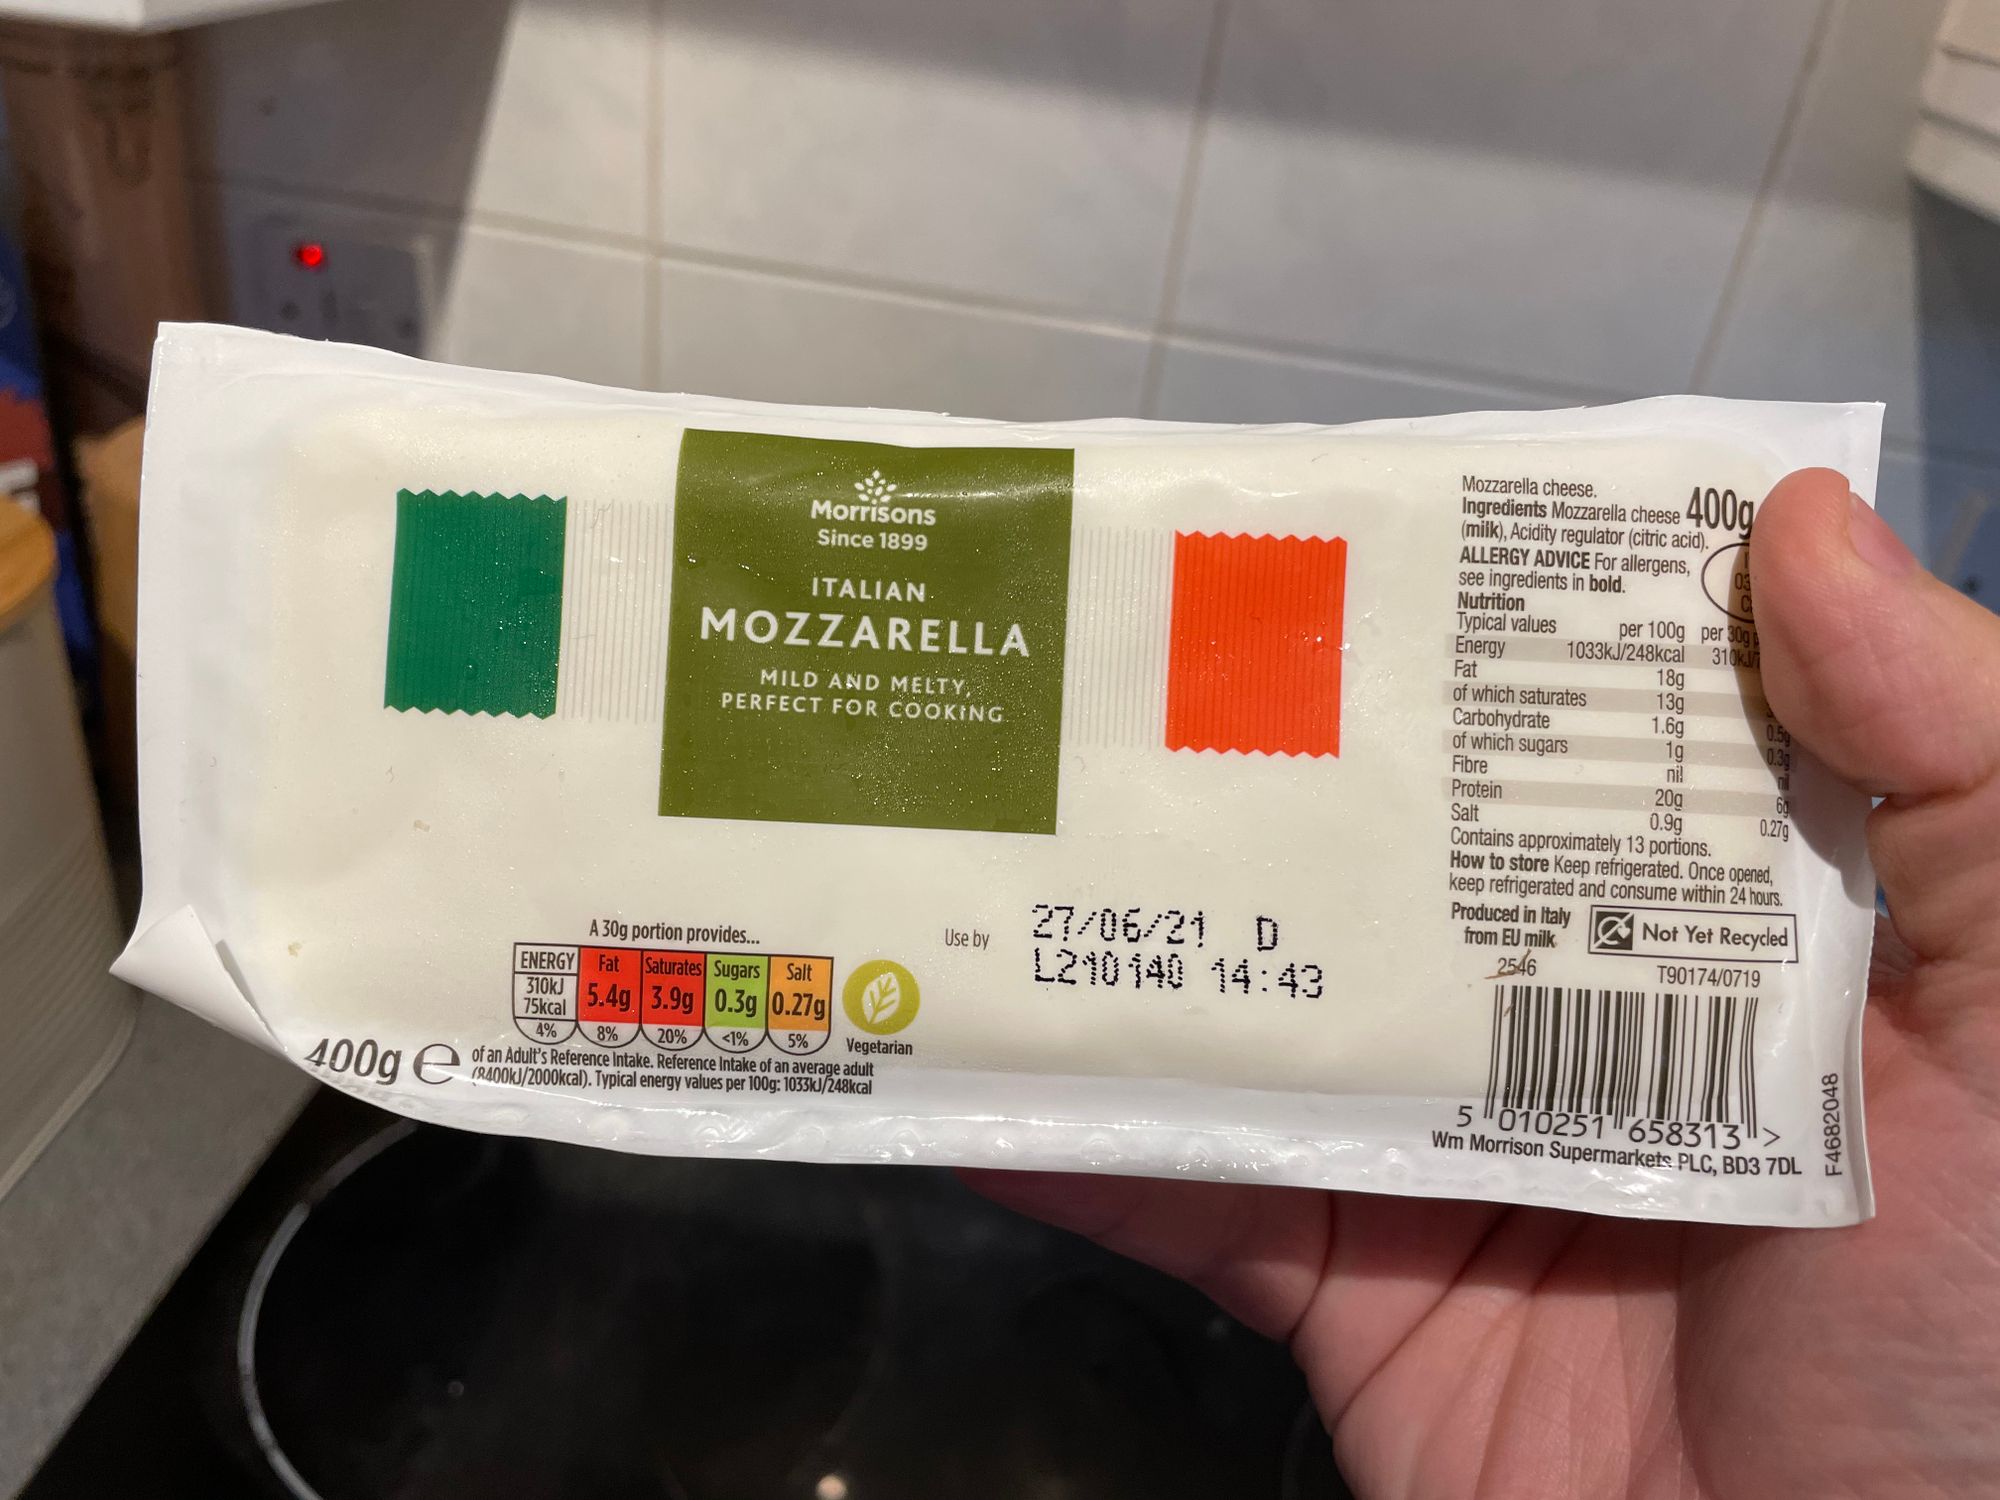 Morrisons
Since 1899
ITALIAN
MOZZARELLA
MILD AND MELTY,
PERFECT FOR COOKING
A 30g portion provides...
ENERGY Fat Saturates Sugars Salt
310kJ
75kcal 5.4g 3.9g 0.3g 0.27g
4% 8% 20% <1% 5%
Vegetarian
400g e
of an Adult's Reference Intake. Reference Intake of an average adult
(8400kJ/2000kcal). Typical energy values per 100g: 1033kJ/248kcal
Use by 27/06/21 D
L210140 14:43
Mozzarella cheese.
400g
Ingredients Mozzarella cheese
(milk), Acidity regulator (citric acid).
ALLERGY ADVICE For allergens,
see ingredients in bold.
03
Nutrition
Typical values per 100g per 30g
Energy 1033kJ/248kcal 310kJ/
Fat 18g
of which saturates 13g
Carbohydrate 1.6g 0.5g
of which sugars 1g 0.3g
Fibre nil nil
Protein 20g 6g
Salt 0.9g 0.27g
Contains approximately 13 portions.
How to store Keep refrigerated. Once opened,
keep refrigerated and consume within 24 hours.
Produced in Italy
from EU milk
Not Yet Recycled
2546
T90174/0719
5 010251 658313 >
Wm Morrison Supermarkets PLC, BD3 7DL
F4682048